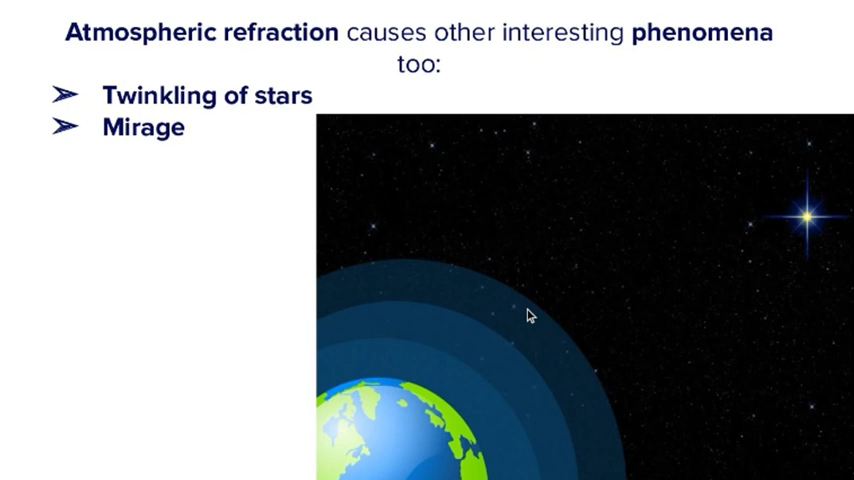 Atmospheric refraction causes other interesting phenomena
too:
➢ Twinkling of stars
➢ Mirage